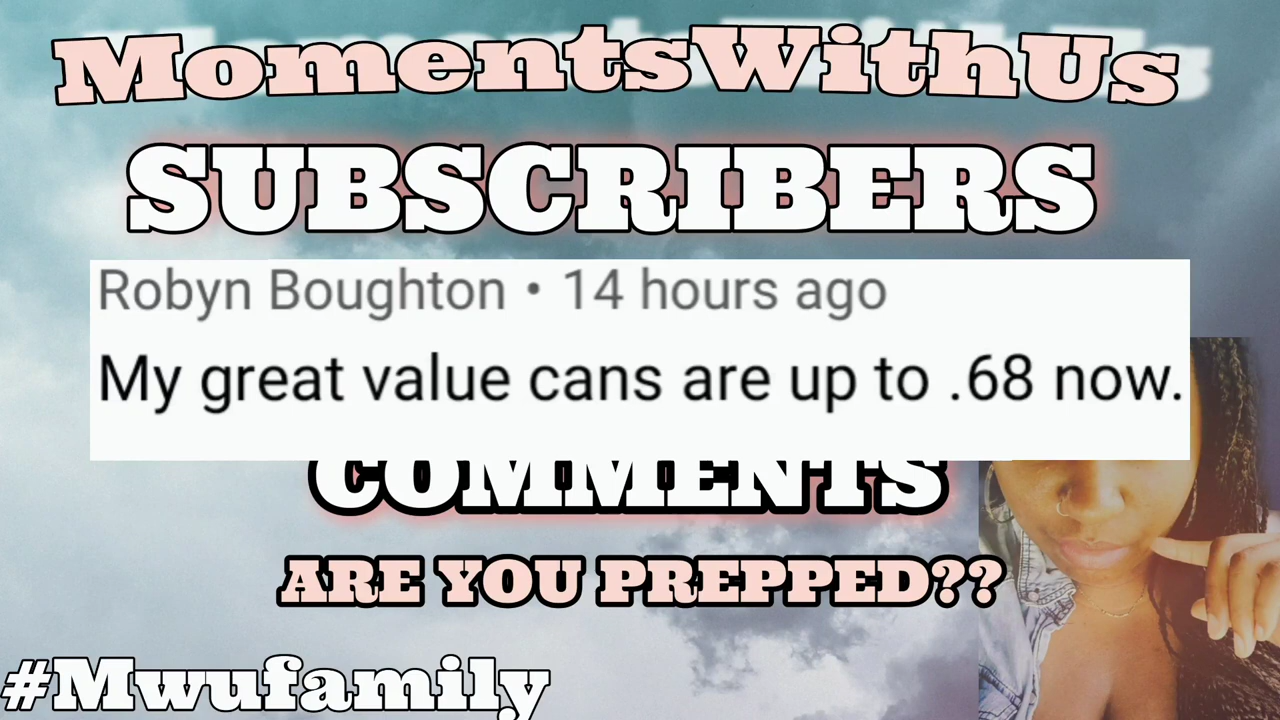 MomentsWithUs
SUBSCRIBERS
Robyn Boughton • 14 hours ago
My great value cans are up to .68 now.
COMMENTS
ARE YOU PREPPED??
#Mwufamily